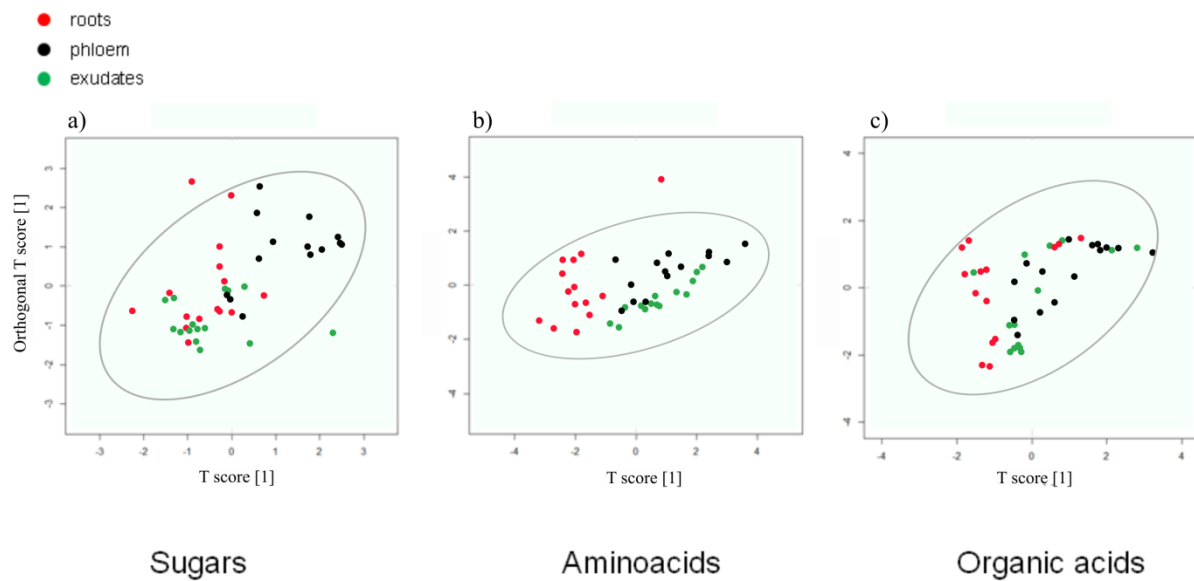 roots
phloem
exudates
a)
b)
c)
Orthogonal T score [1]
3
2
1
0
-1
-2
-3
-3
-2
-1
0
1
2
3
T score [1]
4
2
0
-2
-4
-4
-2
0
2
4
T score [1]
4
2
0
-2
-4
-4
-2
0
2
4
T score [1]
Sugars
Aminoacids
Organic acids